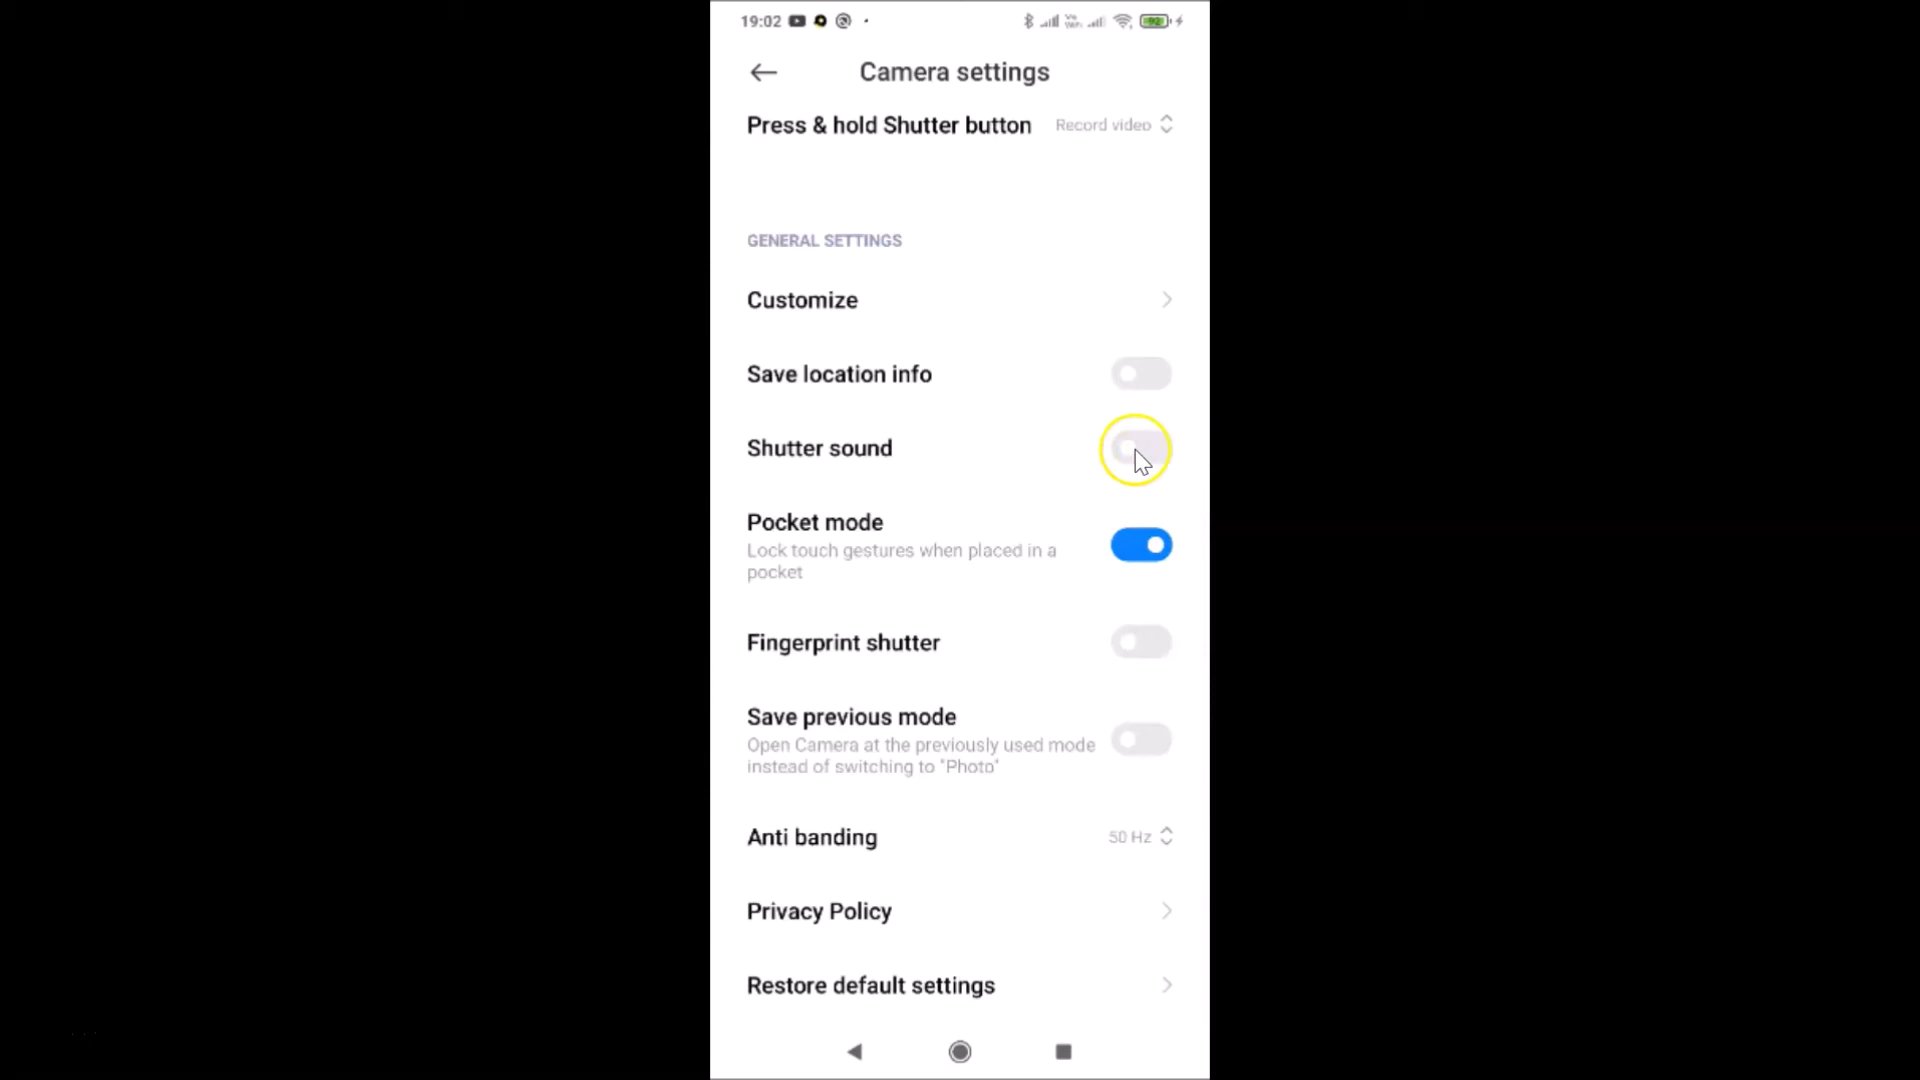 19:02
92
Camera settings
Press & hold Shutter button Record video
GENERAL SETTINGS
Customize
Save location info
Shutter sound
Pocket mode
Lock touch gestures when placed in a
pocket
Fingerprint shutter
Save previous mode
Open Camera at the previously used mode
instead of switching to "Photo"
Anti banding 50 Hz
Privacy Policy
Restore default settings